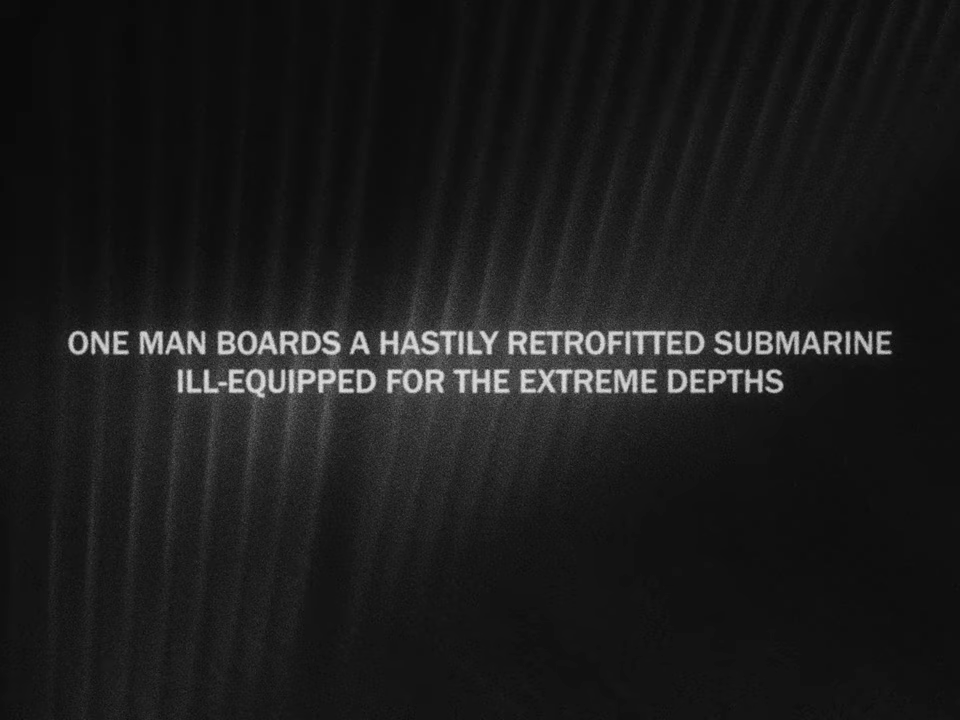 ONE MAN BOARDS A HASTILY RETROFITTED SUBMARINE
ILL-EQUIPPED FOR THE EXTREME DEPTHS